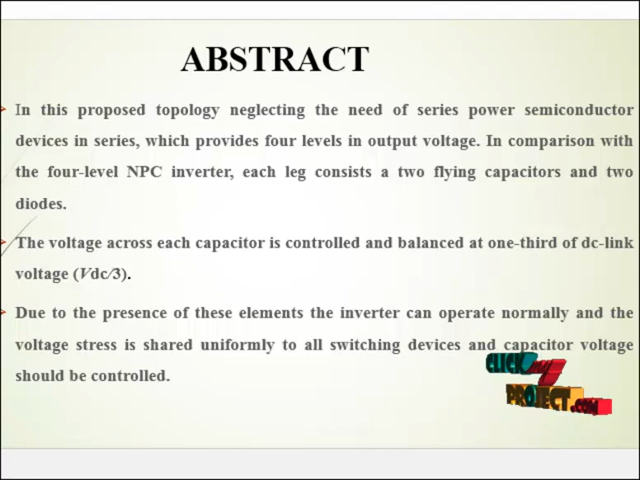 ABSTRACT
In this proposed topology neglecting the need of series power semiconductor
devices in series, which provides four levels in output voltage. In comparison with
the four-level NPC inverter, each leg consists a two flying capacitors and two
diodes.
The voltage across each capacitor is controlled and balanced at one-third of dc-link
voltage (Vdc/3).
Due to the presence of these elements the inverter can operate normally and the
voltage stress is shared uniformly to all switching devices and capacitor voltage
should be controlled.
CLICK my
PROJECT.COM